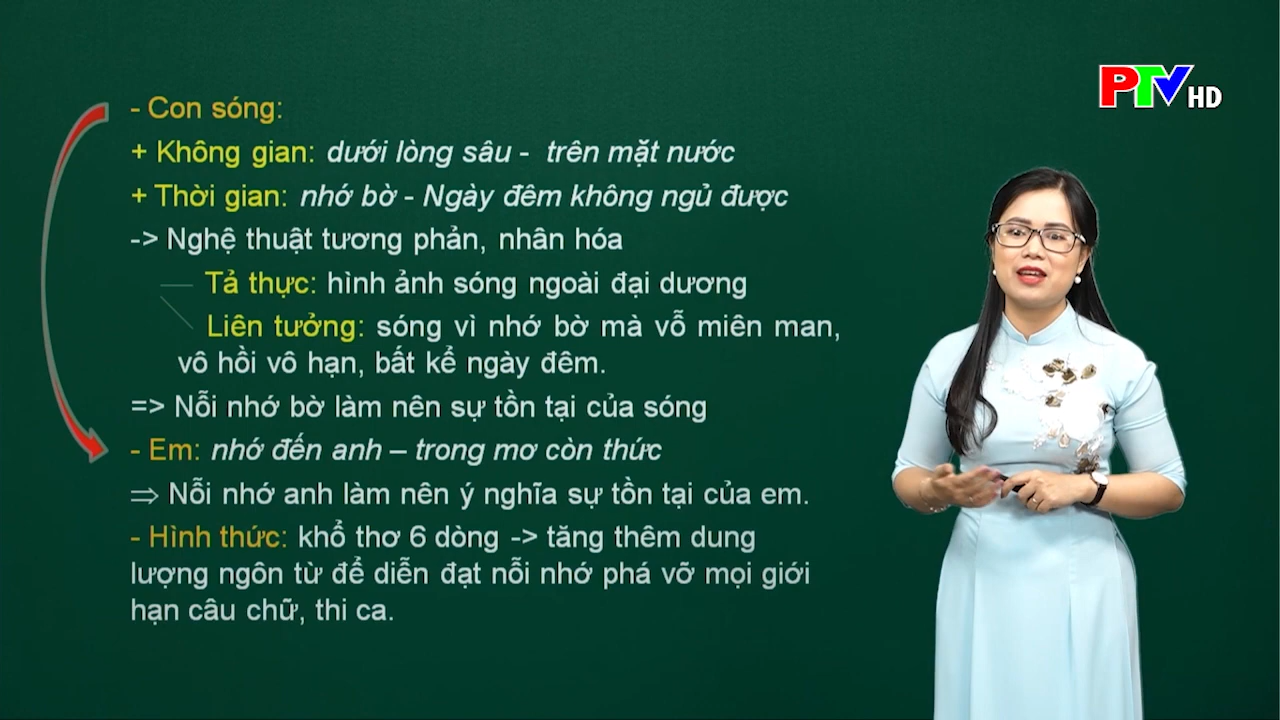 - Con sóng:
+ Không gian: dưới lòng sâu - trên mặt nước
+ Thời gian: nhớ bờ - Ngày đêm không ngủ được
-> Nghệ thuật tương phản, nhân hóa
Tả thực: hình ảnh sóng ngoài đại dương
Liên tưởng: sóng vì nhớ bờ mà vỗ miên man,
vô hồi vô hạn, bất kể ngày đêm.
=> Nỗi nhớ bờ làm nên sự tồn tại của sóng
- Em: nhớ đến anh – trong mơ còn thức
⇒ Nỗi nhớ anh làm nên ý nghĩa sự tồn tại của em.
- Hình thức: khổ thơ 6 dòng -> tăng thêm dung
lượng ngôn từ để diễn đạt nỗi nhớ phá vỡ mọi giới
hạn câu chữ, thi ca.
PTV HD